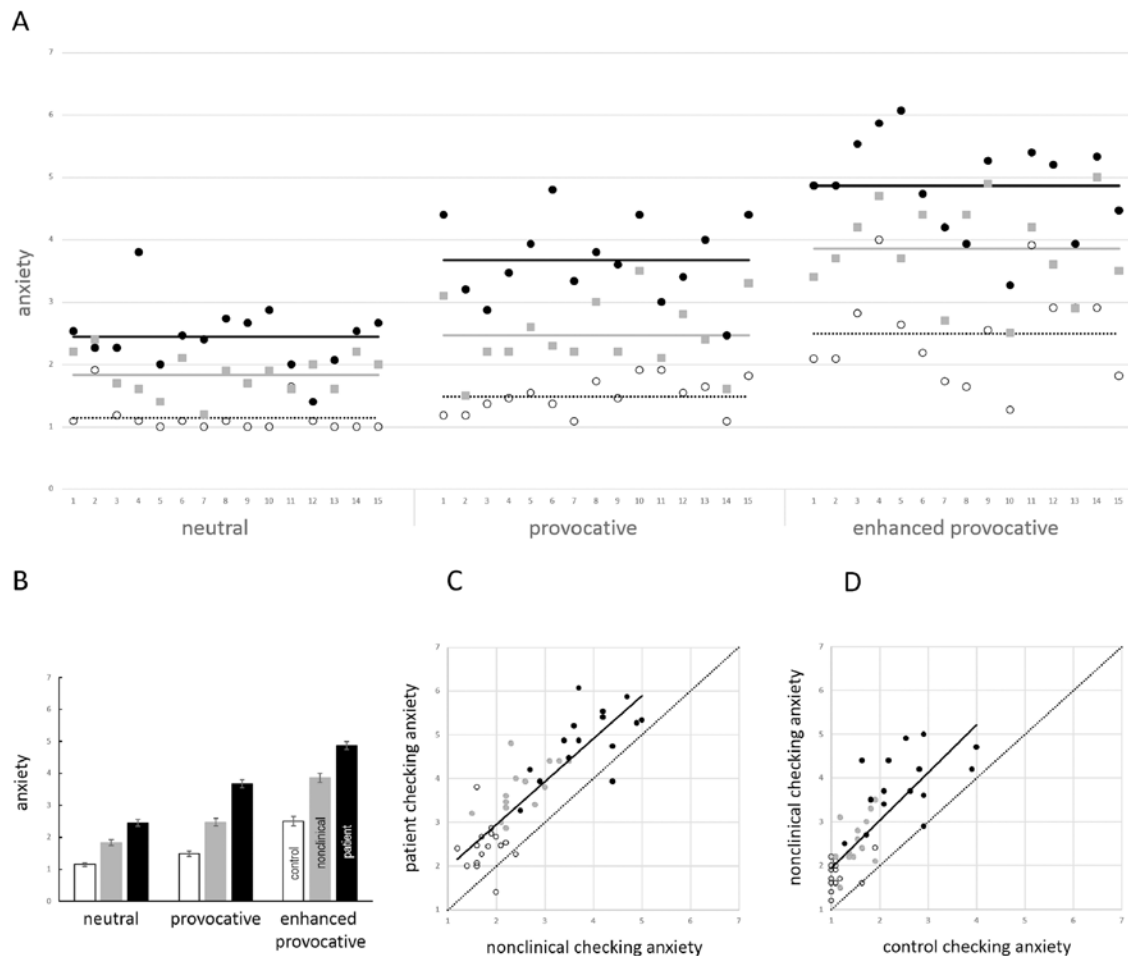 A
7
6
5
4
3
2
1
0
anxiety
1 2 3 4 5 6 7 8 9 10 11 12 13 14 15 1 2 3 4 5 6 7 8 9 10 11 12 13 14 15 1 2 3 4 5 6 7 8 9 10 11 12 13 14 15
neutral provocative enhanced provocative
B
7
6
5
4
3
2
1
0
anxiety
control
nonclinical
patient
neutral provocative enhanced
provocative
C
7
6
5
4
3
2
1
patient checking anxiety
1 2 3 4 5 6 7
nonclinical checking anxiety
D
7
6
5
4
3
2
1
nonclinical checking anxiety
1 2 3 4 5 6 7
control checking anxiety